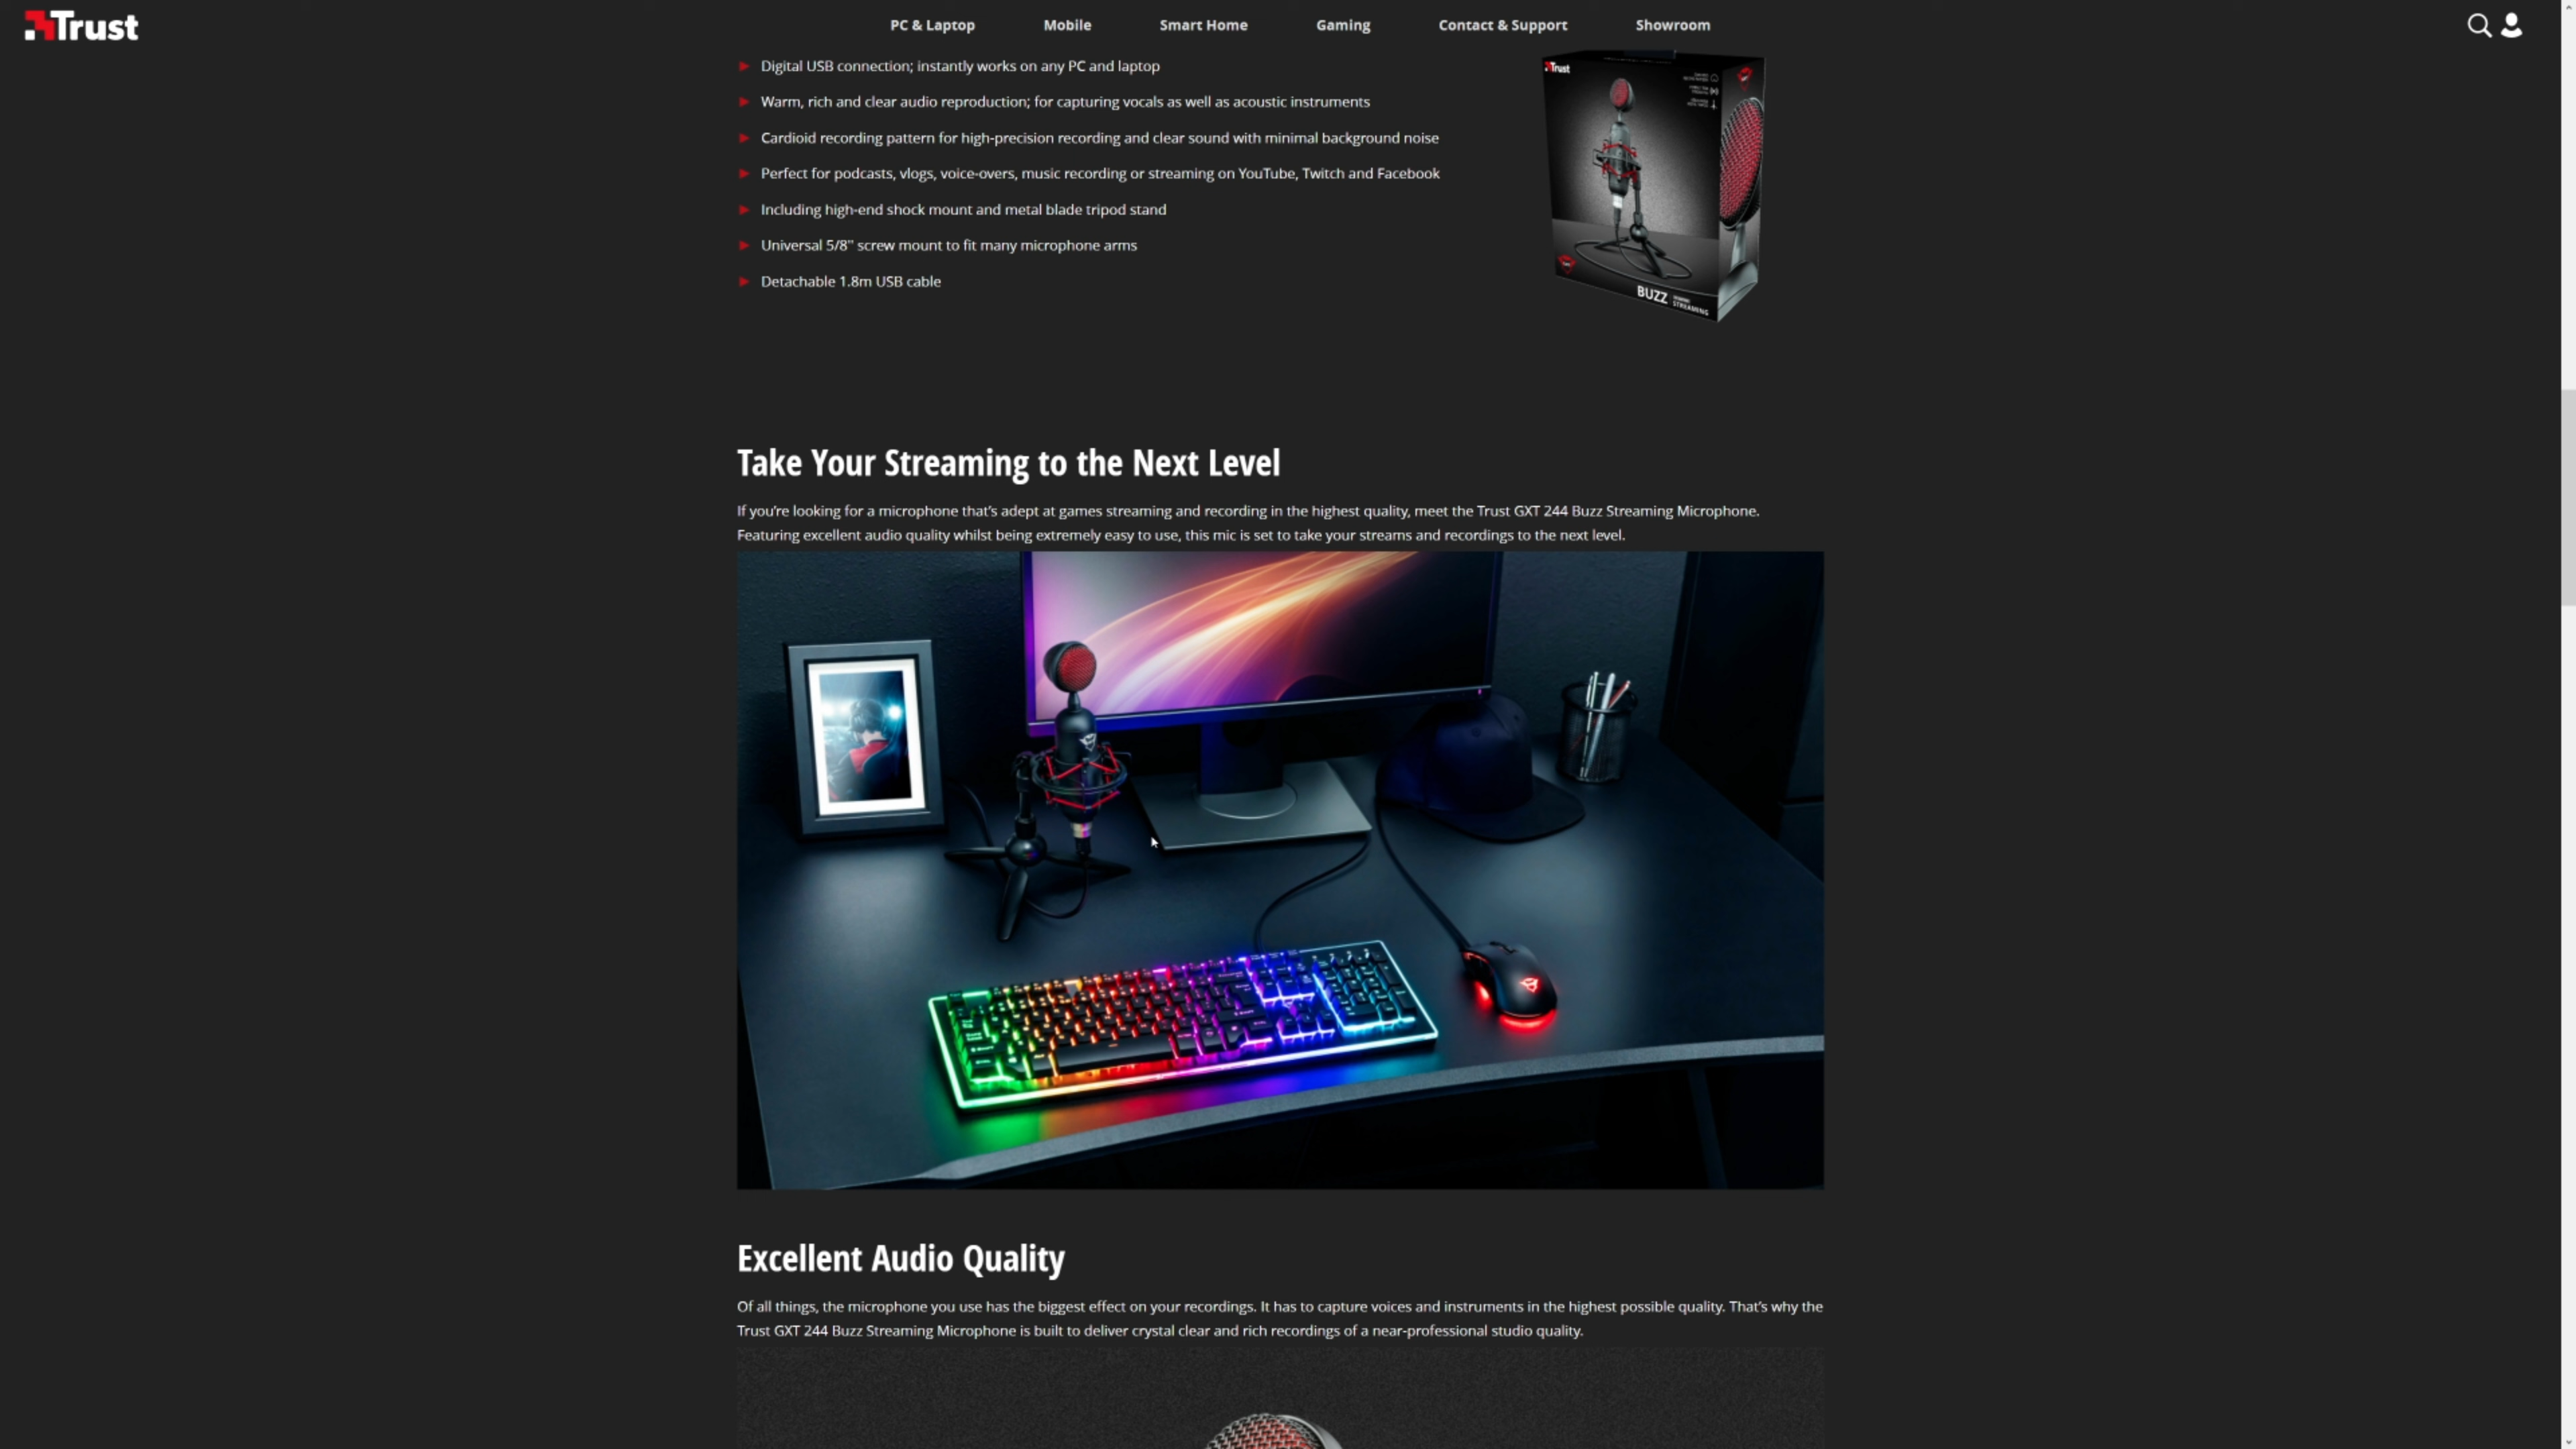 Trust
PC & Laptop
Mobile
Smart Home
Gaming
Contact & Support
Showroom
Digital USB connection; instantly works on any PC and laptop
Warm, rich and clear audio reproduction; for capturing vocals as well as acoustic instruments
Cardioid recording pattern for high-precision recording and clear sound with minimal background noise
Perfect for podcasts, vlogs, voice-overs, music recording or streaming on YouTube, Twitch and Facebook
Including high-end shock mount and metal blade tripod stand
Universal 5/8" screw mount to fit many microphone arms
Detachable 1.8m USB cable
Trust
BUZZ
STREAMING
Take Your Streaming to the Next Level
If you’re looking for a microphone that’s adept at games streaming and recording in the highest quality, meet the Trust GXT 244 Buzz Streaming Microphone.
Featuring excellent audio quality whilst being extremely easy to use, this mic is set to take your streams and recordings to the next level.
Excellent Audio Quality
Of all things, the microphone you use has the biggest effect on your recordings. It has to capture voices and instruments in the highest possible quality. That’s why the
Trust GXT 244 Buzz Streaming Microphone is built to deliver crystal clear and rich recordings of a near-professional studio quality.